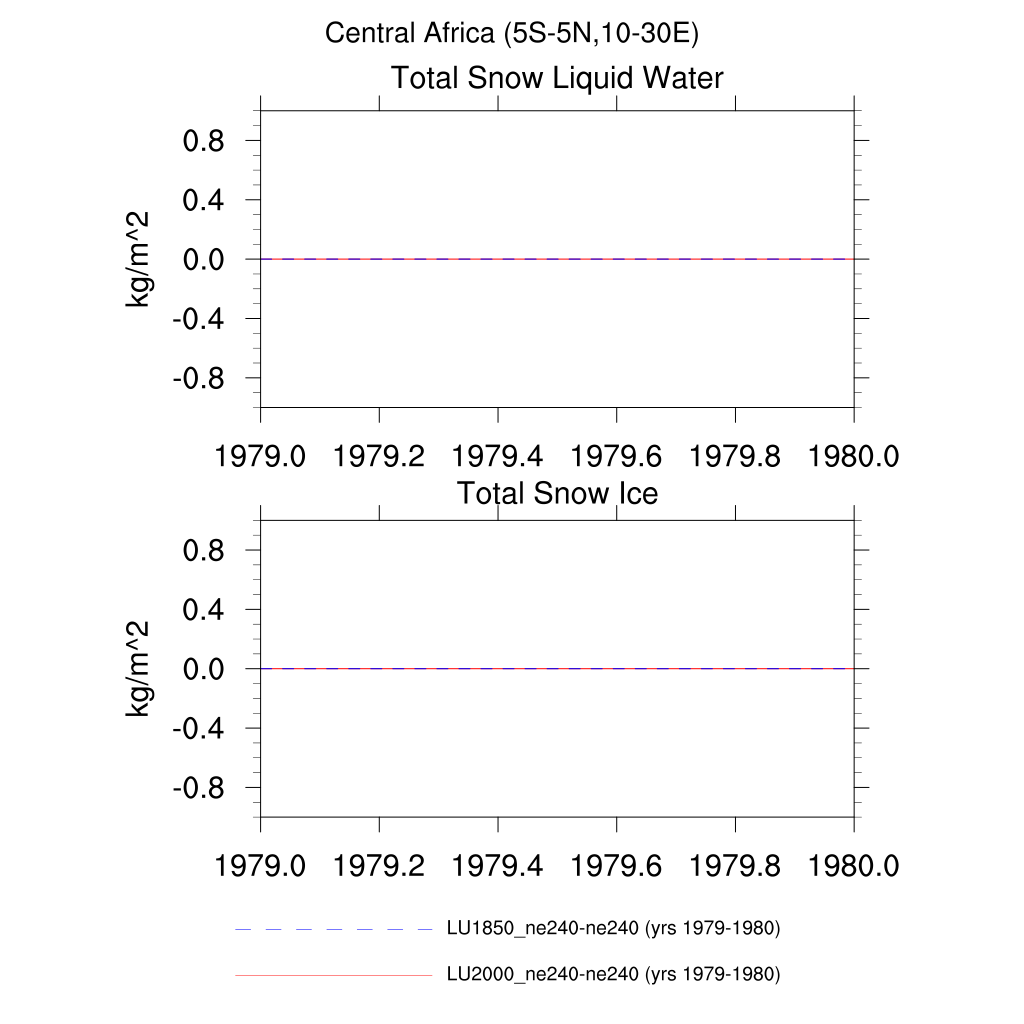 Central Africa (5S-5N,10-30E)
Total Snow Liquid Water
0.8
0.4
0.0
-0.4
-0.8
kg/m^2
1979.0 1979.2 1979.4 1979.6 1979.8 1980.0
Total Snow Ice
0.8
0.4
0.0
-0.4
-0.8
kg/m^2
1979.0 1979.2 1979.4 1979.6 1979.8 1980.0
LU1850_ne240-ne240 (yrs 1979-1980)
LU2000_ne240-ne240 (yrs 1979-1980)